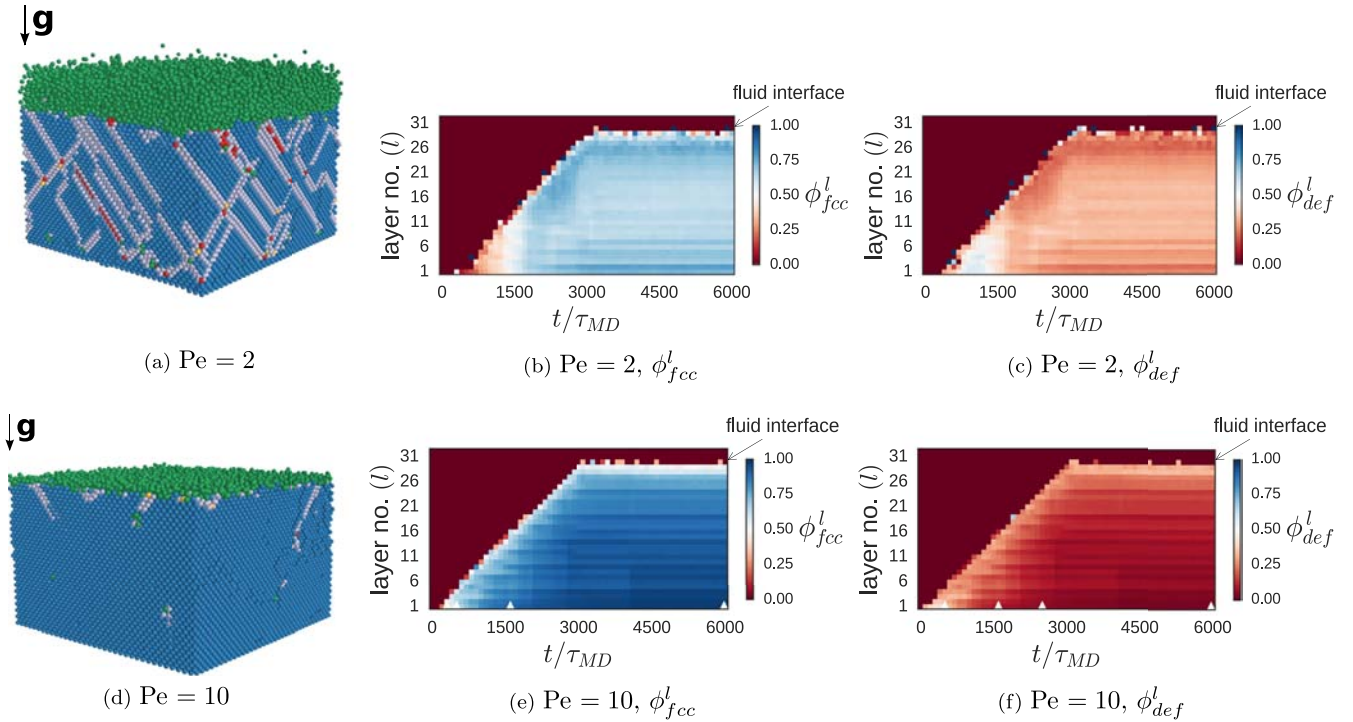 g
fluid interface
fluid interface
31
26
21
16
11
6
1
layer no. (l)
0 1500 3000 4500 6000
t/τ_MD
1.00
0.75
0.50
0.25
0.00
ϕ^l_fcc
31
26
21
16
11
6
1
layer no. (l)
0 1500 3000 4500 6000
t/τ_MD
1.00
0.75
0.50
0.25
0.00
ϕ^l_def
(a) Pe = 2
(b) Pe = 2, ϕ^l_fcc
(c) Pe = 2, ϕ^l_def
g
fluid interface
fluid interface
31
26
21
16
11
6
1
layer no. (l)
0 1500 3000 4500 6000
t/τ_MD
1.00
0.75
0.50
0.25
0.00
ϕ^l_fcc
31
26
21
16
11
6
1
layer no. (l)
0 1500 3000 4500 6000
t/τ_MD
1.00
0.75
0.50
0.25
0.00
ϕ^l_def
(d) Pe = 10
(e) Pe = 10, ϕ^l_fcc
(f) Pe = 10, ϕ^l_def